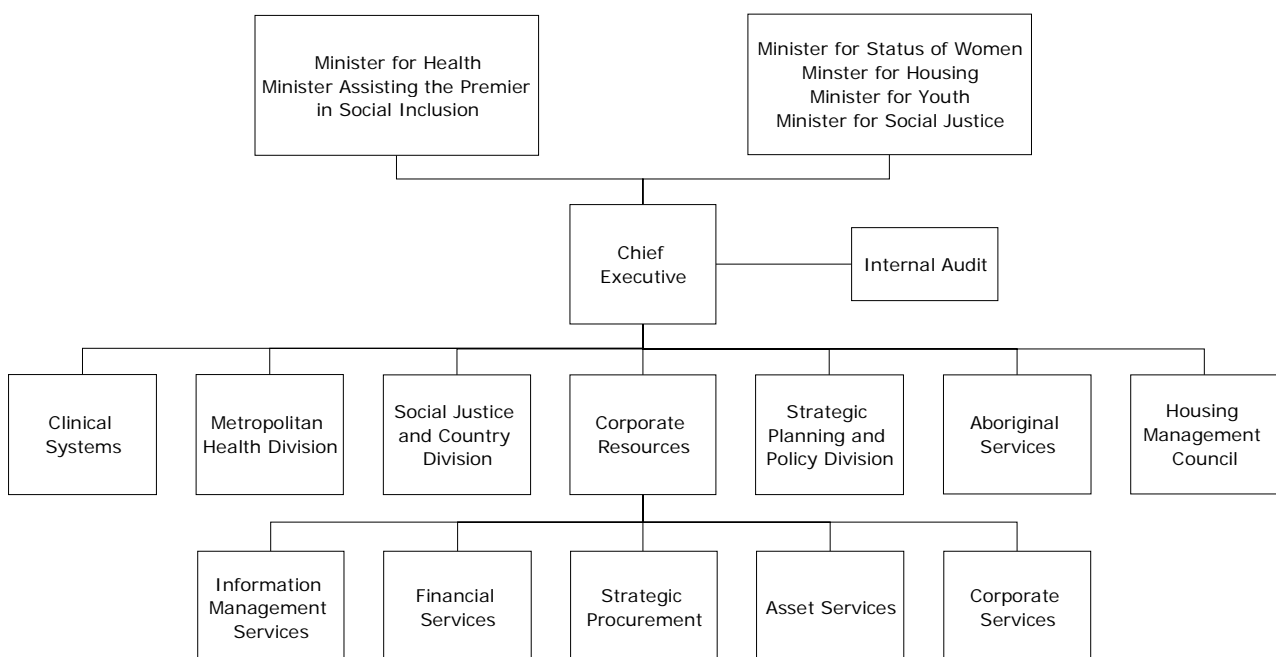 Minister for Health
Minister Assisting the Premier
in Social Inclusion
Minister for Status of Women
Minster for Housing
Minister for Youth
Minister for Social Justice
Chief
Executive
Internal Audit
Clinical
Systems
Metropolitan
Health Division
Social Justice
and Country
Division
Corporate
Resources
Strategic
Planning and
Policy Division
Aboriginal
Services
Housing
Management
Council
Information
Management
Services
Financial
Services
Strategic
Procurement
Asset Services
Corporate
Services